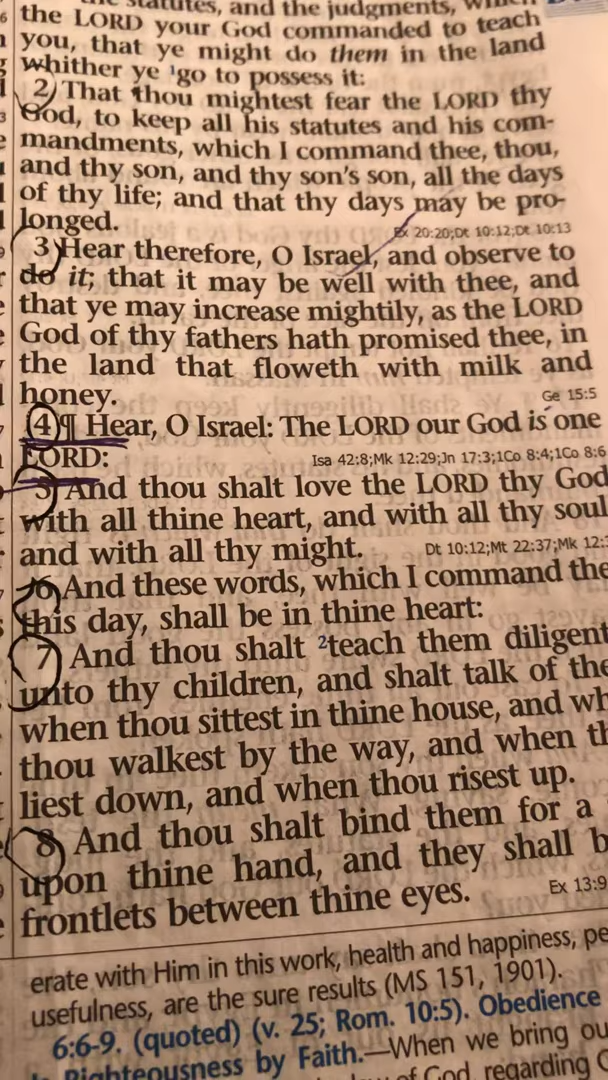 statutes, and the judgments,
the LORD your God commanded to teach
you, that ye might do them in the land
whither ye ¹go to possess it:
2 That thou mightest fear the LORD thy
God, to keep all his statutes and his com-
mandments, which I command thee, thou,
and thy son, and thy son's son, all the days
of thy life; and that thy days may be pro-
longed.
Ex 20:20;Dt 10:12;Dt 10:13
3 Hear therefore, O Israel, and observe to
do it; that it may be well with thee, and
that ye may increase mightily, as the LORD
God of thy fathers hath promised thee, in
the land that floweth with milk and
honey. Ge 15:5
4 ¶ Hear, O Israel: The LORD our God is one
LORD: Isa 42:8;Mk 12:29;Jn 17:3;1Co 8:4;1Co 8:6
5 And thou shalt love the LORD thy God
with all thine heart, and with all thy soul
and with all thy might. Dt 10:12;Mt 22:37;Mk 12:
6 And these words, which I command the
this day, shall be in thine heart:
7 And thou shalt ²teach them diligent
unto thy children, and shalt talk of the
when thou sittest in thine house, and wh
thou walkest by the way, and when th
liest down, and when thou risest up.
8 And thou shalt bind them for a
upon thine hand, and they shall b
frontlets between thine eyes. Ex 13:9
erate with Him in this work, health and happiness, pe
usefulness, are the sure results (MS 151, 1901).
6:6-9. (quoted) (v. 25; Rom. 10:5). Obedience
Righteousness by Faith.—When we bring ou
of God, regarding